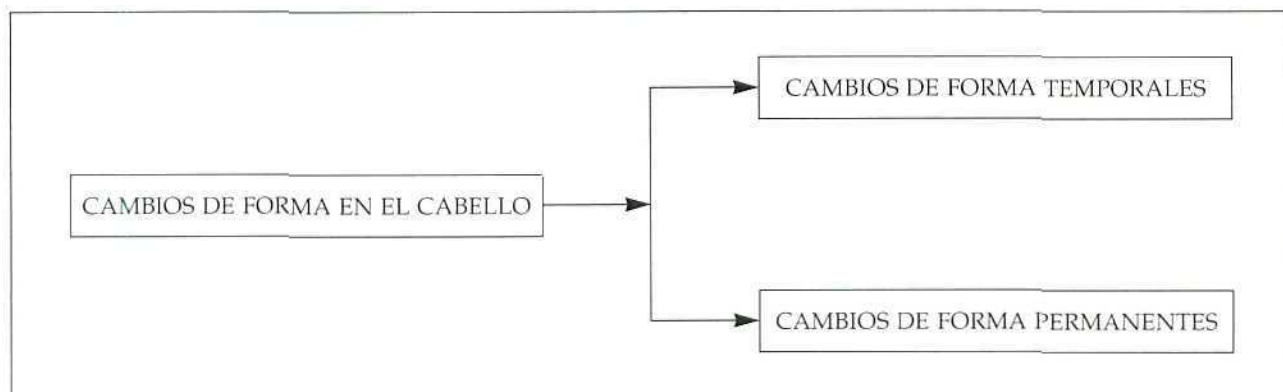 CAMBIOS DE FORMA TEMPORALES
CAMBIOS DE FORMA EN EL CABELLO
CAMBIOS DE FORMA PERMANENTES